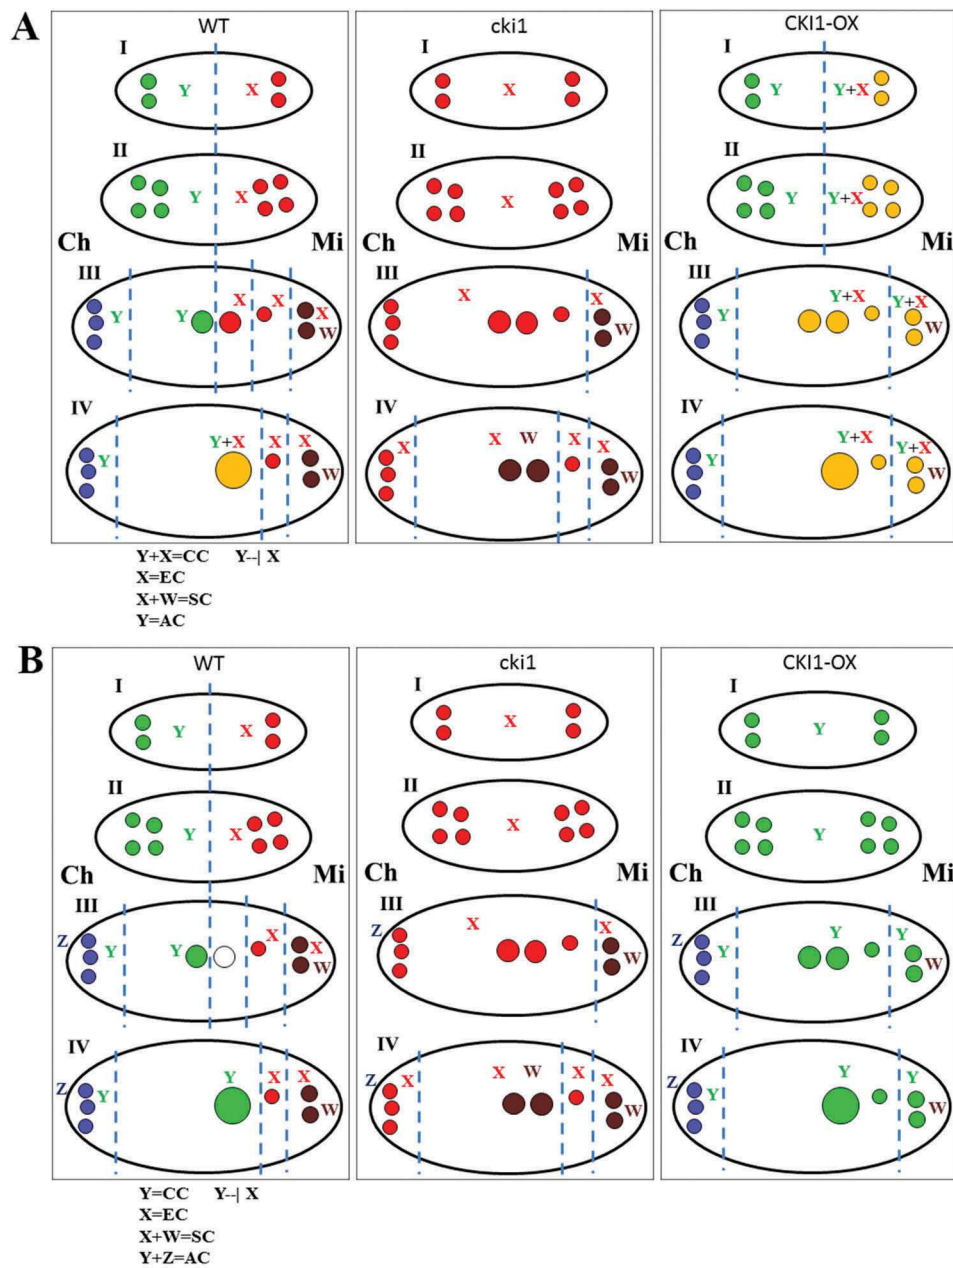 A
WT
cki1
CKI1-OX
I
Y
X
I
X
I
Y
Y+X
II
Y
X
II
X
II
Y
Y+X
Ch
Mi
Ch
Mi
Ch
Mi
III
Y
Y
X
X
X
W
III
X
X
W
III
Y
Y+X
Y+X
W
IV
Y
Y+X
X
X
W
IV
X
X
W
X
X
W
IV
Y
Y+X
Y+X
W
Y+X=CC Y--| X
X=EC
X+W=SC
Y=AC
B
WT
cki1
CKI1-OX
I
Y
X
I
X
I
Y
II
Y
X
II
X
II
Y
Ch
Mi
Ch
Mi
Ch
Mi
III
Z
Y
Y
X
X
W
III
Z
X
X
W
III
Z
Y
Y
Y
W
IV
Z
Y
Y
X
X
W
IV
Z
X
X
W
X
X
W
IV
Z
Y
Y
Y
W
Y=CC Y--| X
X=EC
X+W=SC
Y+Z=AC